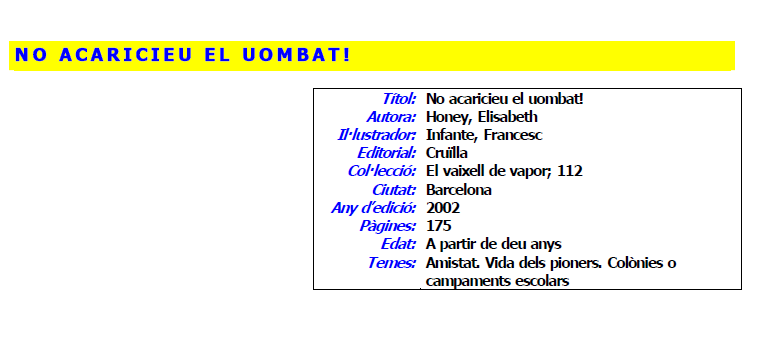 NO ACARICIEU EL UOMBAT!
Títol: No acaricieu el uombat!
Autora: Honey, Elisabeth
Il·lustrador: Infante, Francesc
Editorial: Cruïlla
Col·lecció: El vaixell de vapor; 112
Ciutat: Barcelona
Any d’edició: 2002
Pàgines: 175
Edat: A partir de deu anys
Temes: Amistat. Vida dels pioners. Colònies o
campaments escolars